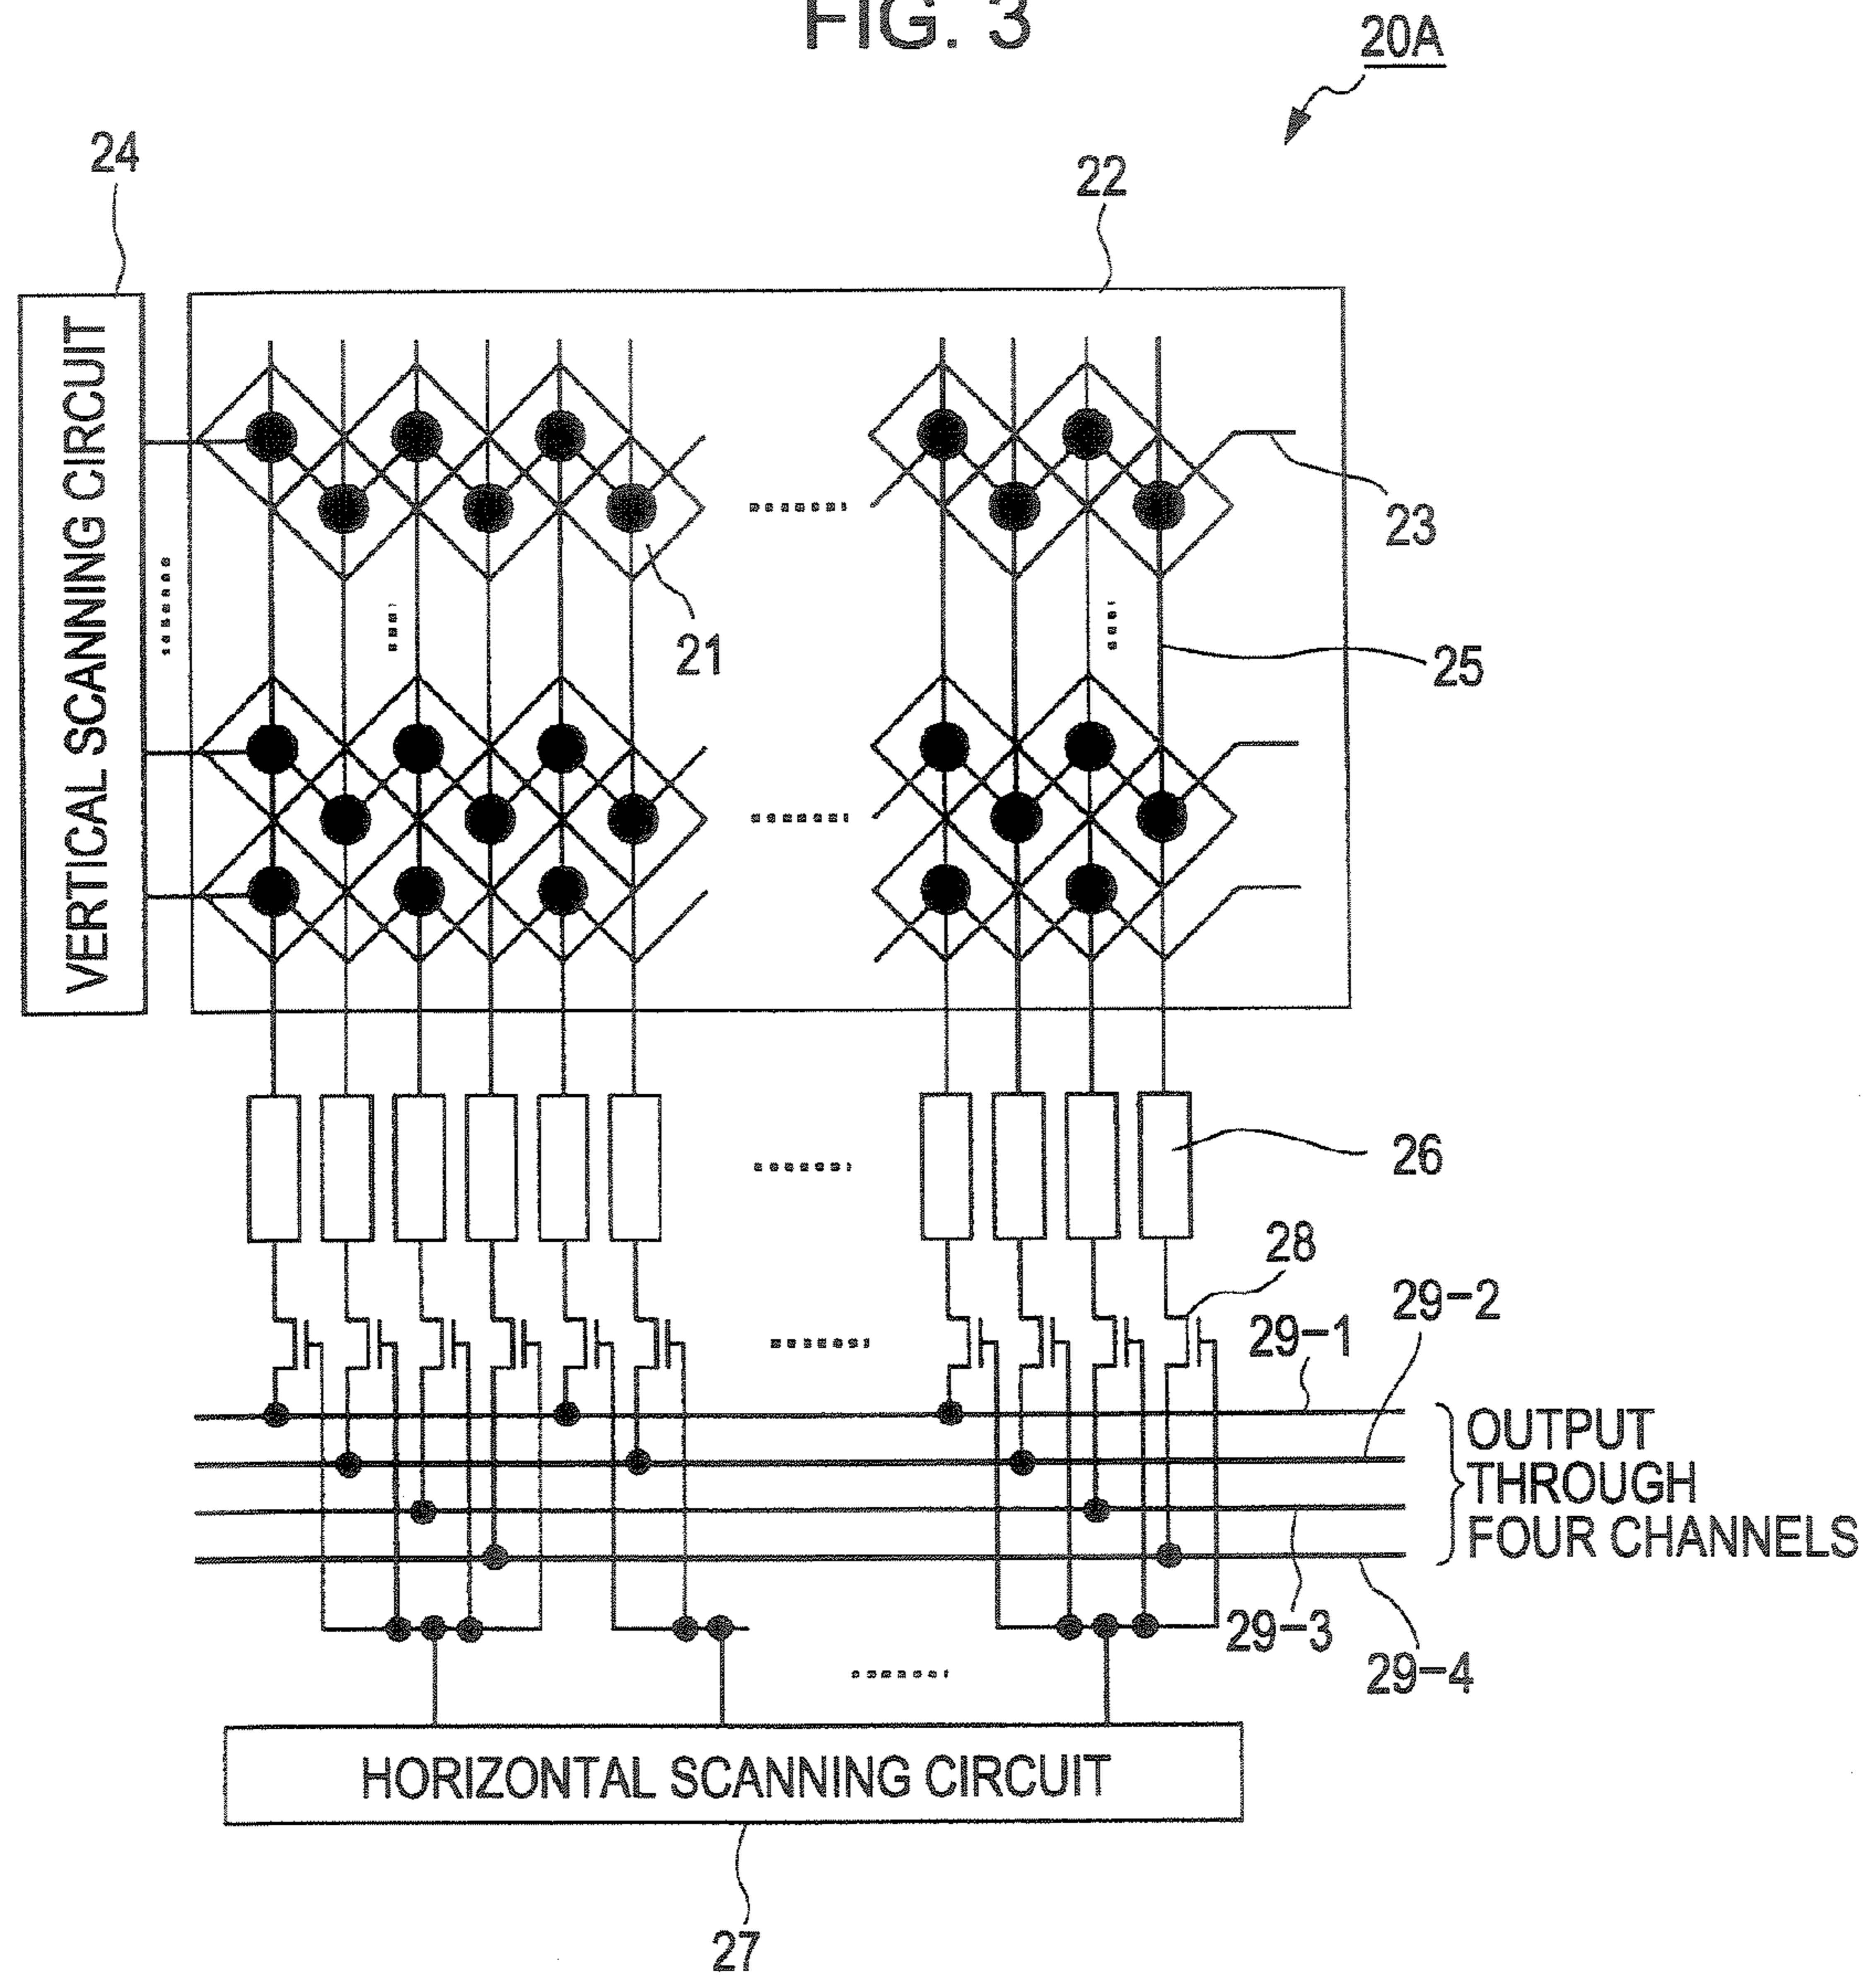 FIG. 3
20A
24
22
VERTICAL SCANNING CIRCUIT
23
21
25
26
28
29-2
29-1
OUTPUT
THROUGH
FOUR CHANNELS
29-3
29-4
HORIZONTAL SCANNING CIRCUIT
27